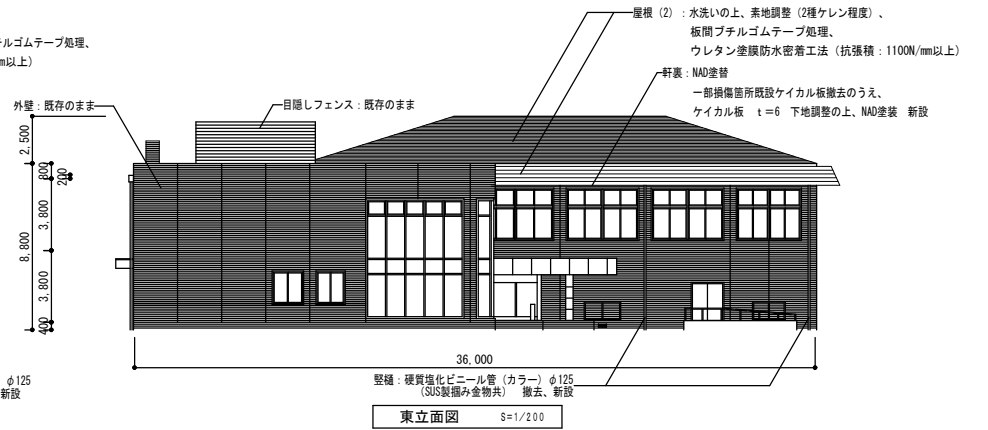 屋根（2）：水洗いの上、素地調整（2種ケレン程度）、
板間ブチルゴムテープ処理、
ウレタン塗膜防水密着工法（抗張積：1100N/mm以上）
軒裏：NAD塗替
一部損傷箇所既設ケイカル板撤去のうえ、
ケイカル板　t＝6　下地調整の上、NAD塗装　新設
チルゴムテープ処理、
m以上）
外壁：既存のまま
目隠しフェンス：既存のまま
2,500
800
200
3,800
8,800
3,800
400
36,000
φ125
新設
竪樋：硬質塩化ビニール管（カラー）φ125
（SUS製掴み金物共）　撤去、新設
東立面図　S=1/200